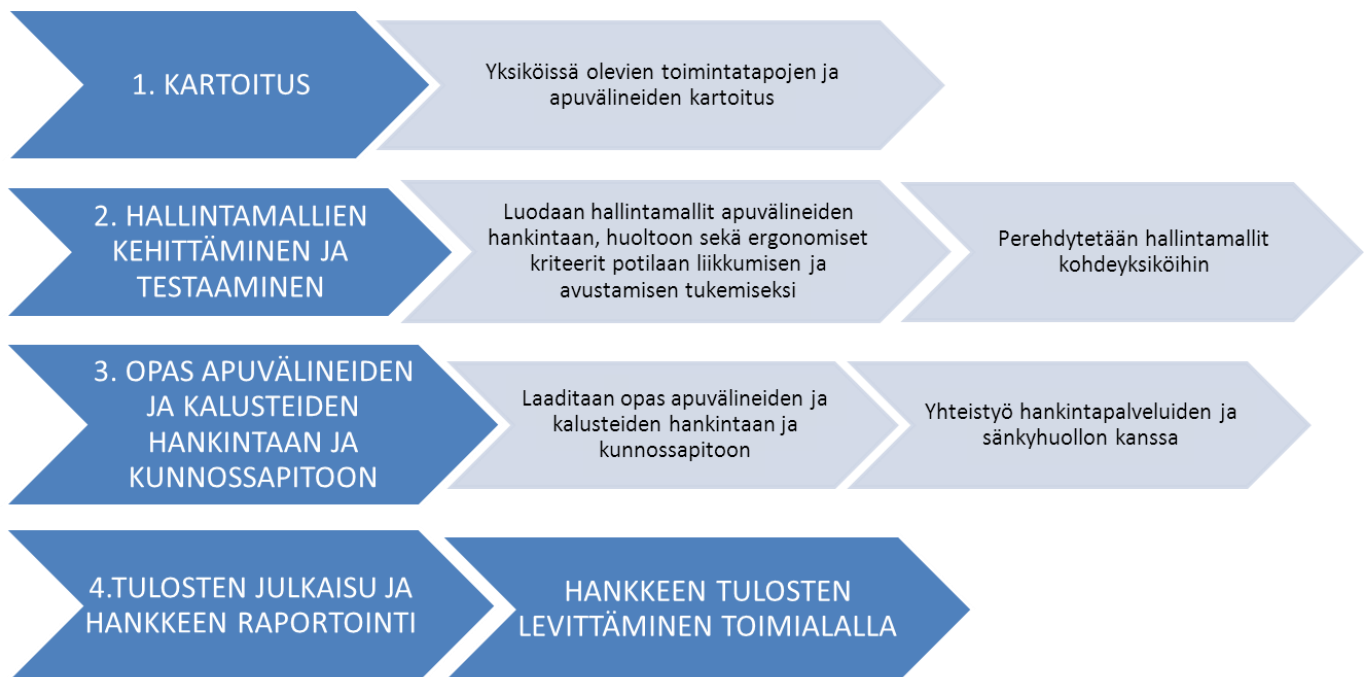 1. KARTOITUS
Yksiköissä olevien toimintatapojen ja
apuvälineiden kartoitus
2. HALLINTAMALLIEN
KEHITTÄMINEN JA
TESTAAMINEN
Luodaan hallintamallit apuvälineiden
hankintaan, huoltoon sekä ergonomiset
kriteerit potilaan liikkumisen ja
avustamisen tukemiseksi
Perehdytetään hallintamallit
kohdeyksiköihin
3. OPAS APUVÄLINEIDEN
JA KALUSTEIDEN
HANKINTAAN JA
KUNNOSSAPITOON
Laaditaan opas apuvälineiden ja
kalusteiden hankintaan ja
kunnossapitoon
Yhteistyö hankintapalveluiden ja
sänkyhuollon kanssa
4.TULOSTEN JULKAISU JA
HANKKEEN RAPORTOINTI
HANKKEEN TULOSTEN
LEVITTÄMINEN TOIMIALALLA